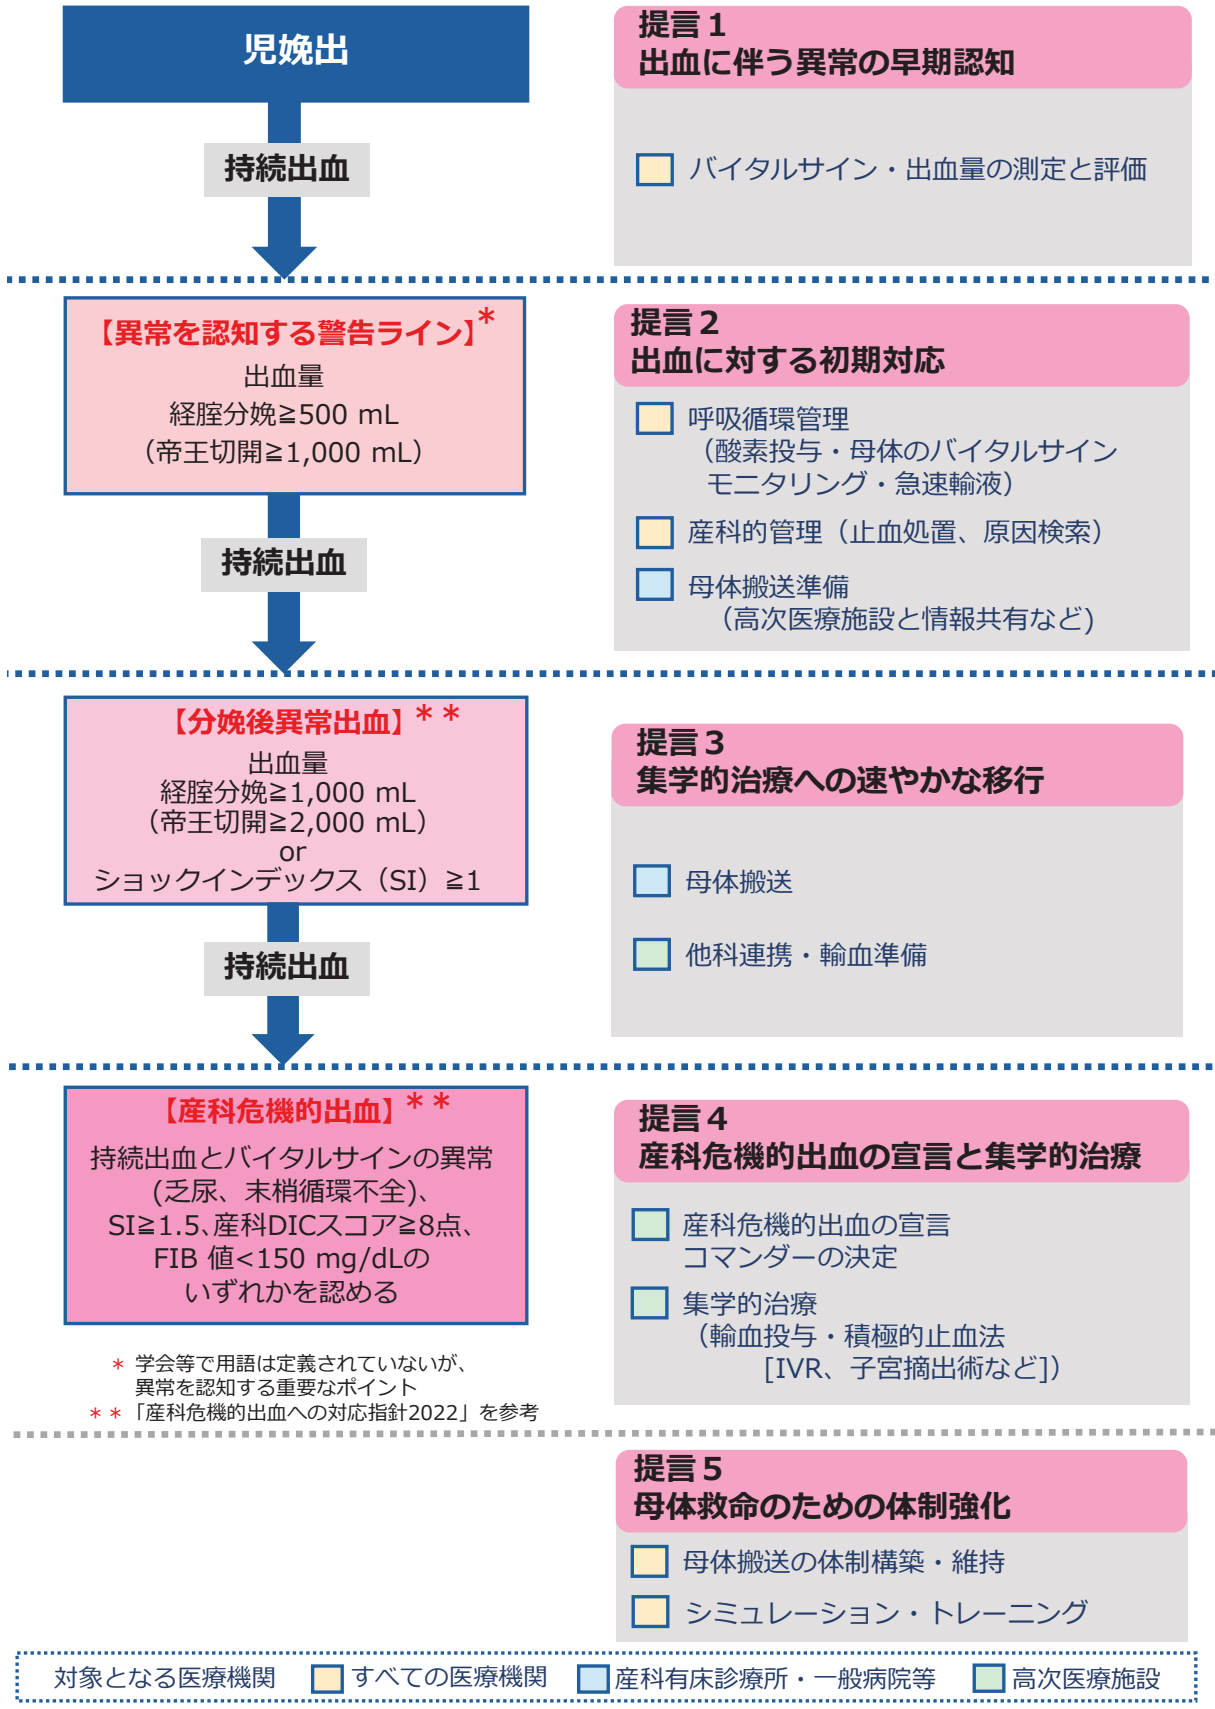 児娩出
持続出血
提言1
出血に伴う異常の早期認知
バイタルサイン・出血量の測定と評価
【異常を認知する警告ライン】*
出血量
経腟分娩≧500 mL
（帝王切開≧1,000 mL）
持続出血
提言2
出血に対する初期対応
呼吸循環管理
（酸素投与・母体のバイタルサイン
モニタリング・急速輸液）
産科的管理（止血処置、原因検索）
母体搬送準備
（高次医療施設と情報共有など)
【分娩後異常出血】**
出血量
経腟分娩≧1,000 mL
（帝王切開≧2,000 mL）
or
ショックインデックス（SI）≧1
持続出血
提言3
集学的治療への速やかな移行
母体搬送
他科連携・輸血準備
【産科危機的出血】**
持続出血とバイタルサインの異常
(乏尿、末梢循環不全)、
SI≧1.5、産科DICスコア≧8点、
FIB 値<150 mg/dLの
いずれかを認める
* 学会等で用語は定義されていないが、
異常を認知する重要なポイント
**「産科危機的出血への対応指針2022」を参考
提言4
産科危機的出血の宣言と集学的治療
産科危機的出血の宣言
コマンダーの決定
集学的治療
（輸血投与・積極的止血法
[IVR、子宮摘出術など]）
提言5
母体救命のための体制強化
母体搬送の体制構築・維持
シミュレーション・トレーニング
対象となる医療機関 すべての医療機関 産科有床診療所・一般病院等 高次医療施設